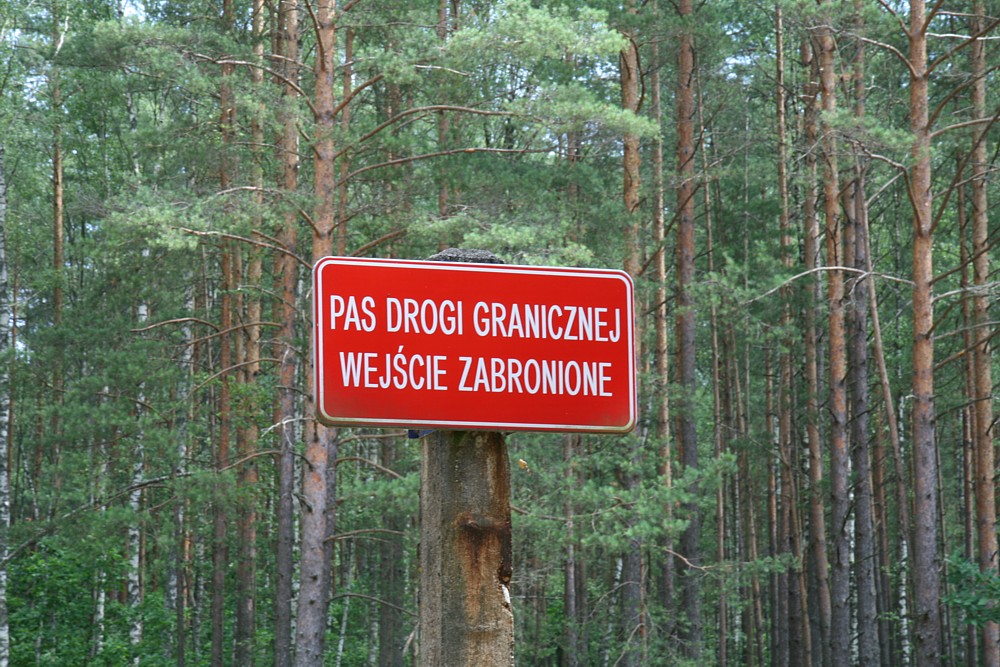 PAS DROGI GRANICZNEJ
WEJŚCIE ZABRONIONE